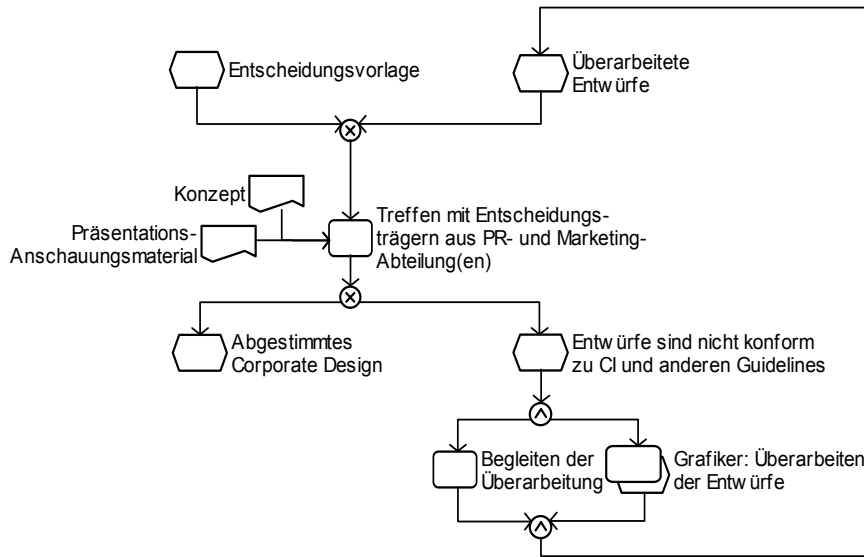 Entscheidungsvorlage
Überarbeitete
Entwürfe
Konzept
Präsentations-
Anschauungsmaterial
Treffen mit Entscheidungs-
trägern aus PR- und Marketing-
Abteilung(en)
Abgestimmtes
Corporate Design
Entwürfe sind nicht konform
zu CI und anderen Guidelines
Begleiten der
Überarbeitung
Grafiker: Überarbeiten
der Entwürfe